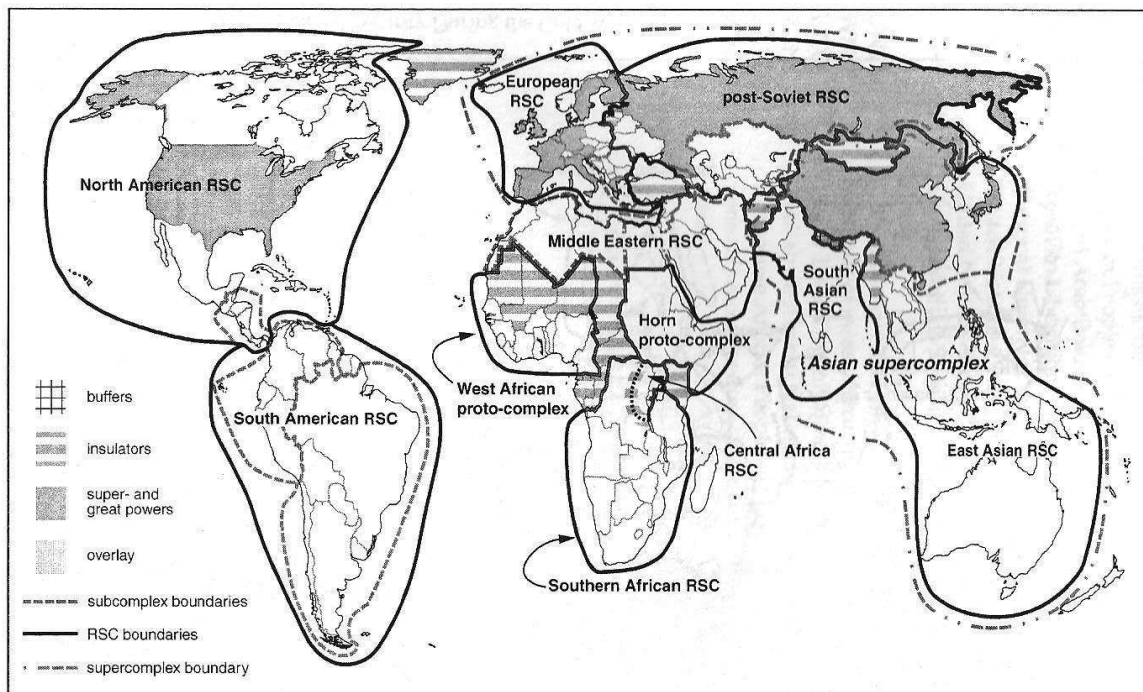 European
RSC
post-Soviet RSC
North American RSC
Middle Eastern RSC
South
Asian
RSC
Horn
proto-complex
Asian supercomplex
West African
proto-complex
South American RSC
Central Africa
RSC
East Asian RSC
Southern African RSC
buffers
insulators
super- and
great powers
overlay
subcomplex boundaries
RSC boundaries
supercomplex boundary